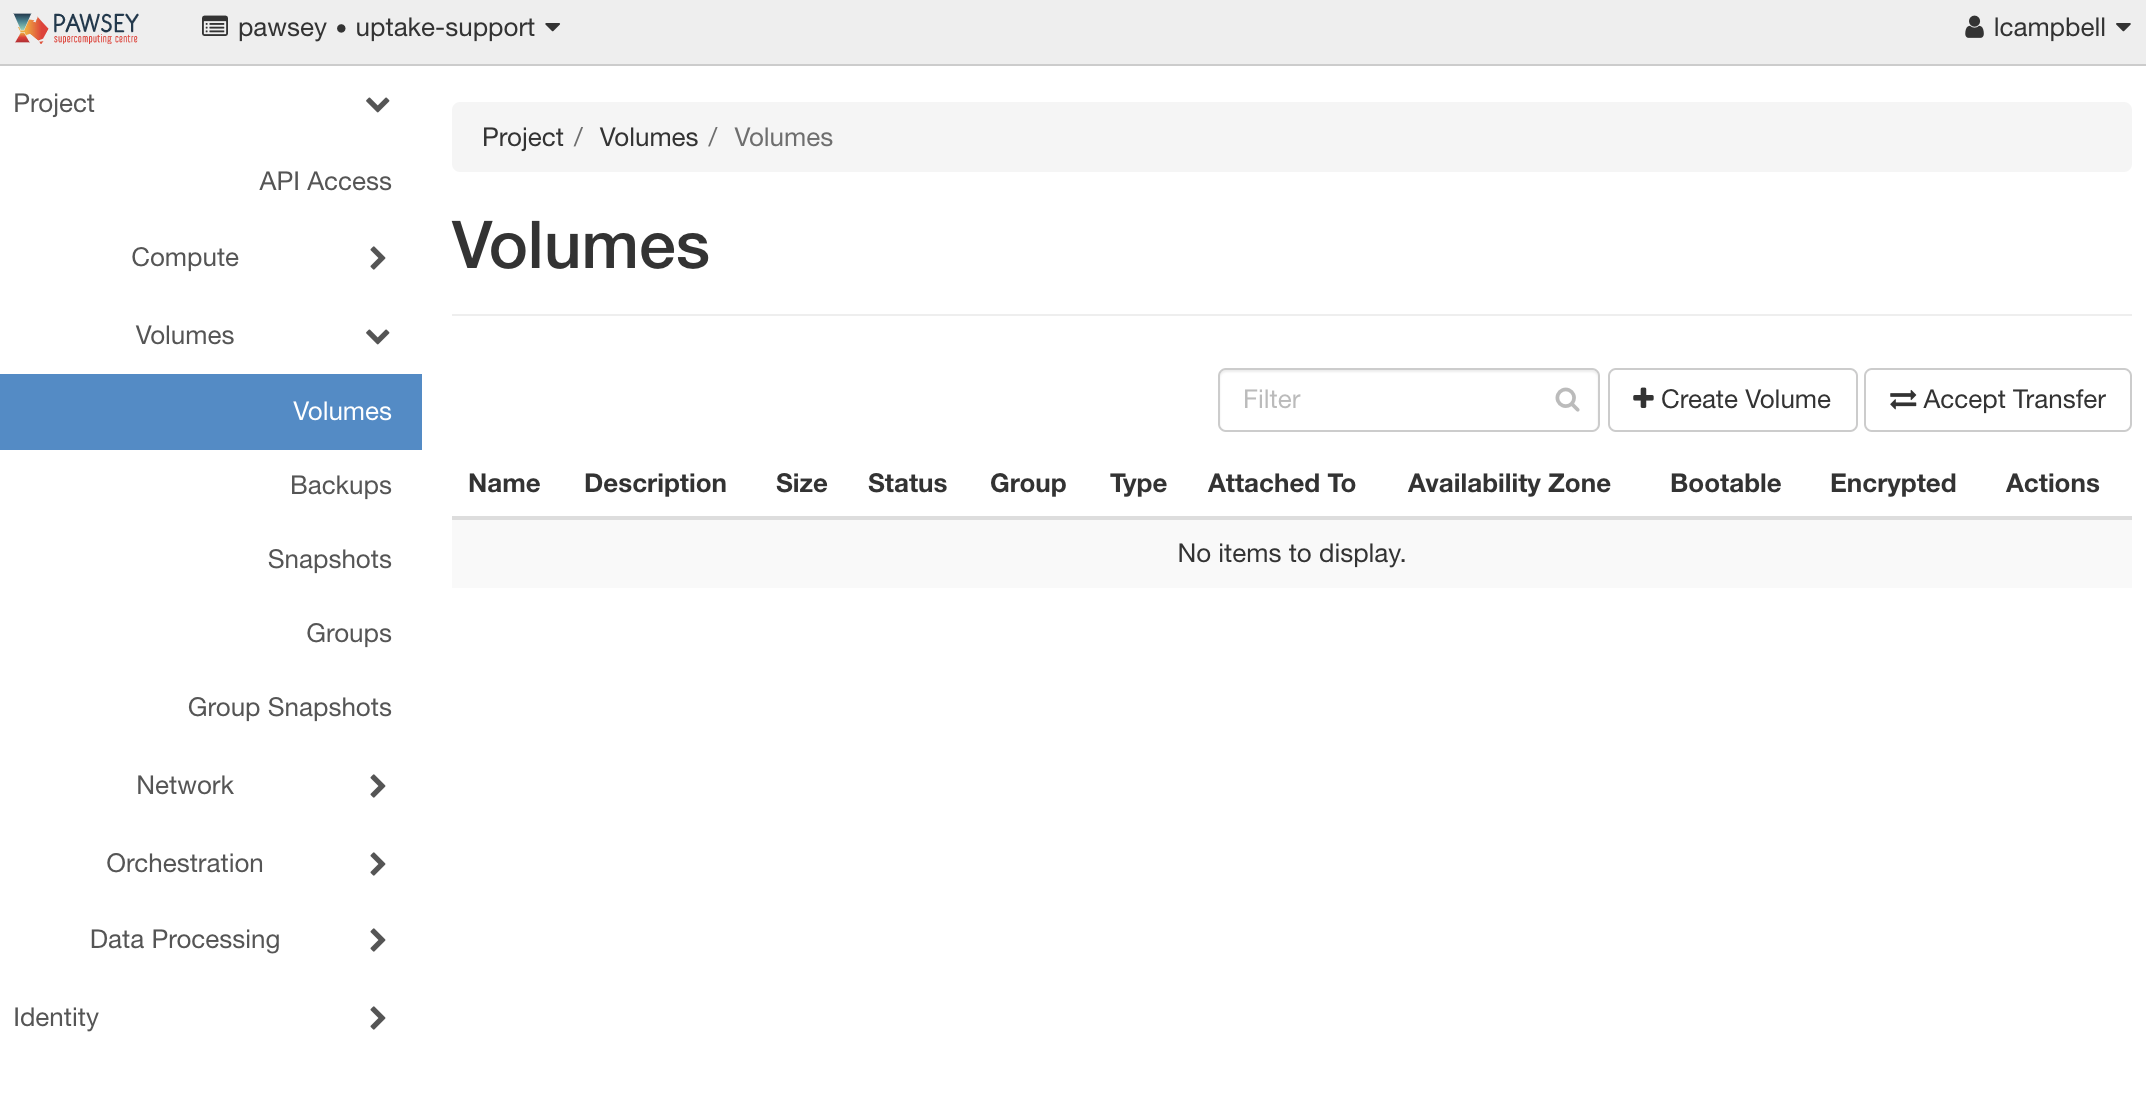 PAWSEY
supercomputing centre
pawsey • uptake-support
lcampbell
Project
API Access
Compute
Volumes
Volumes
Backups
Snapshots
Groups
Group Snapshots
Network
Orchestration
Data Processing
Identity
Project / Volumes / Volumes
Volumes
Filter
Create Volume
Accept Transfer
Name Description Size Status Group Type Attached To Availability Zone Bootable Encrypted Actions
No items to display.